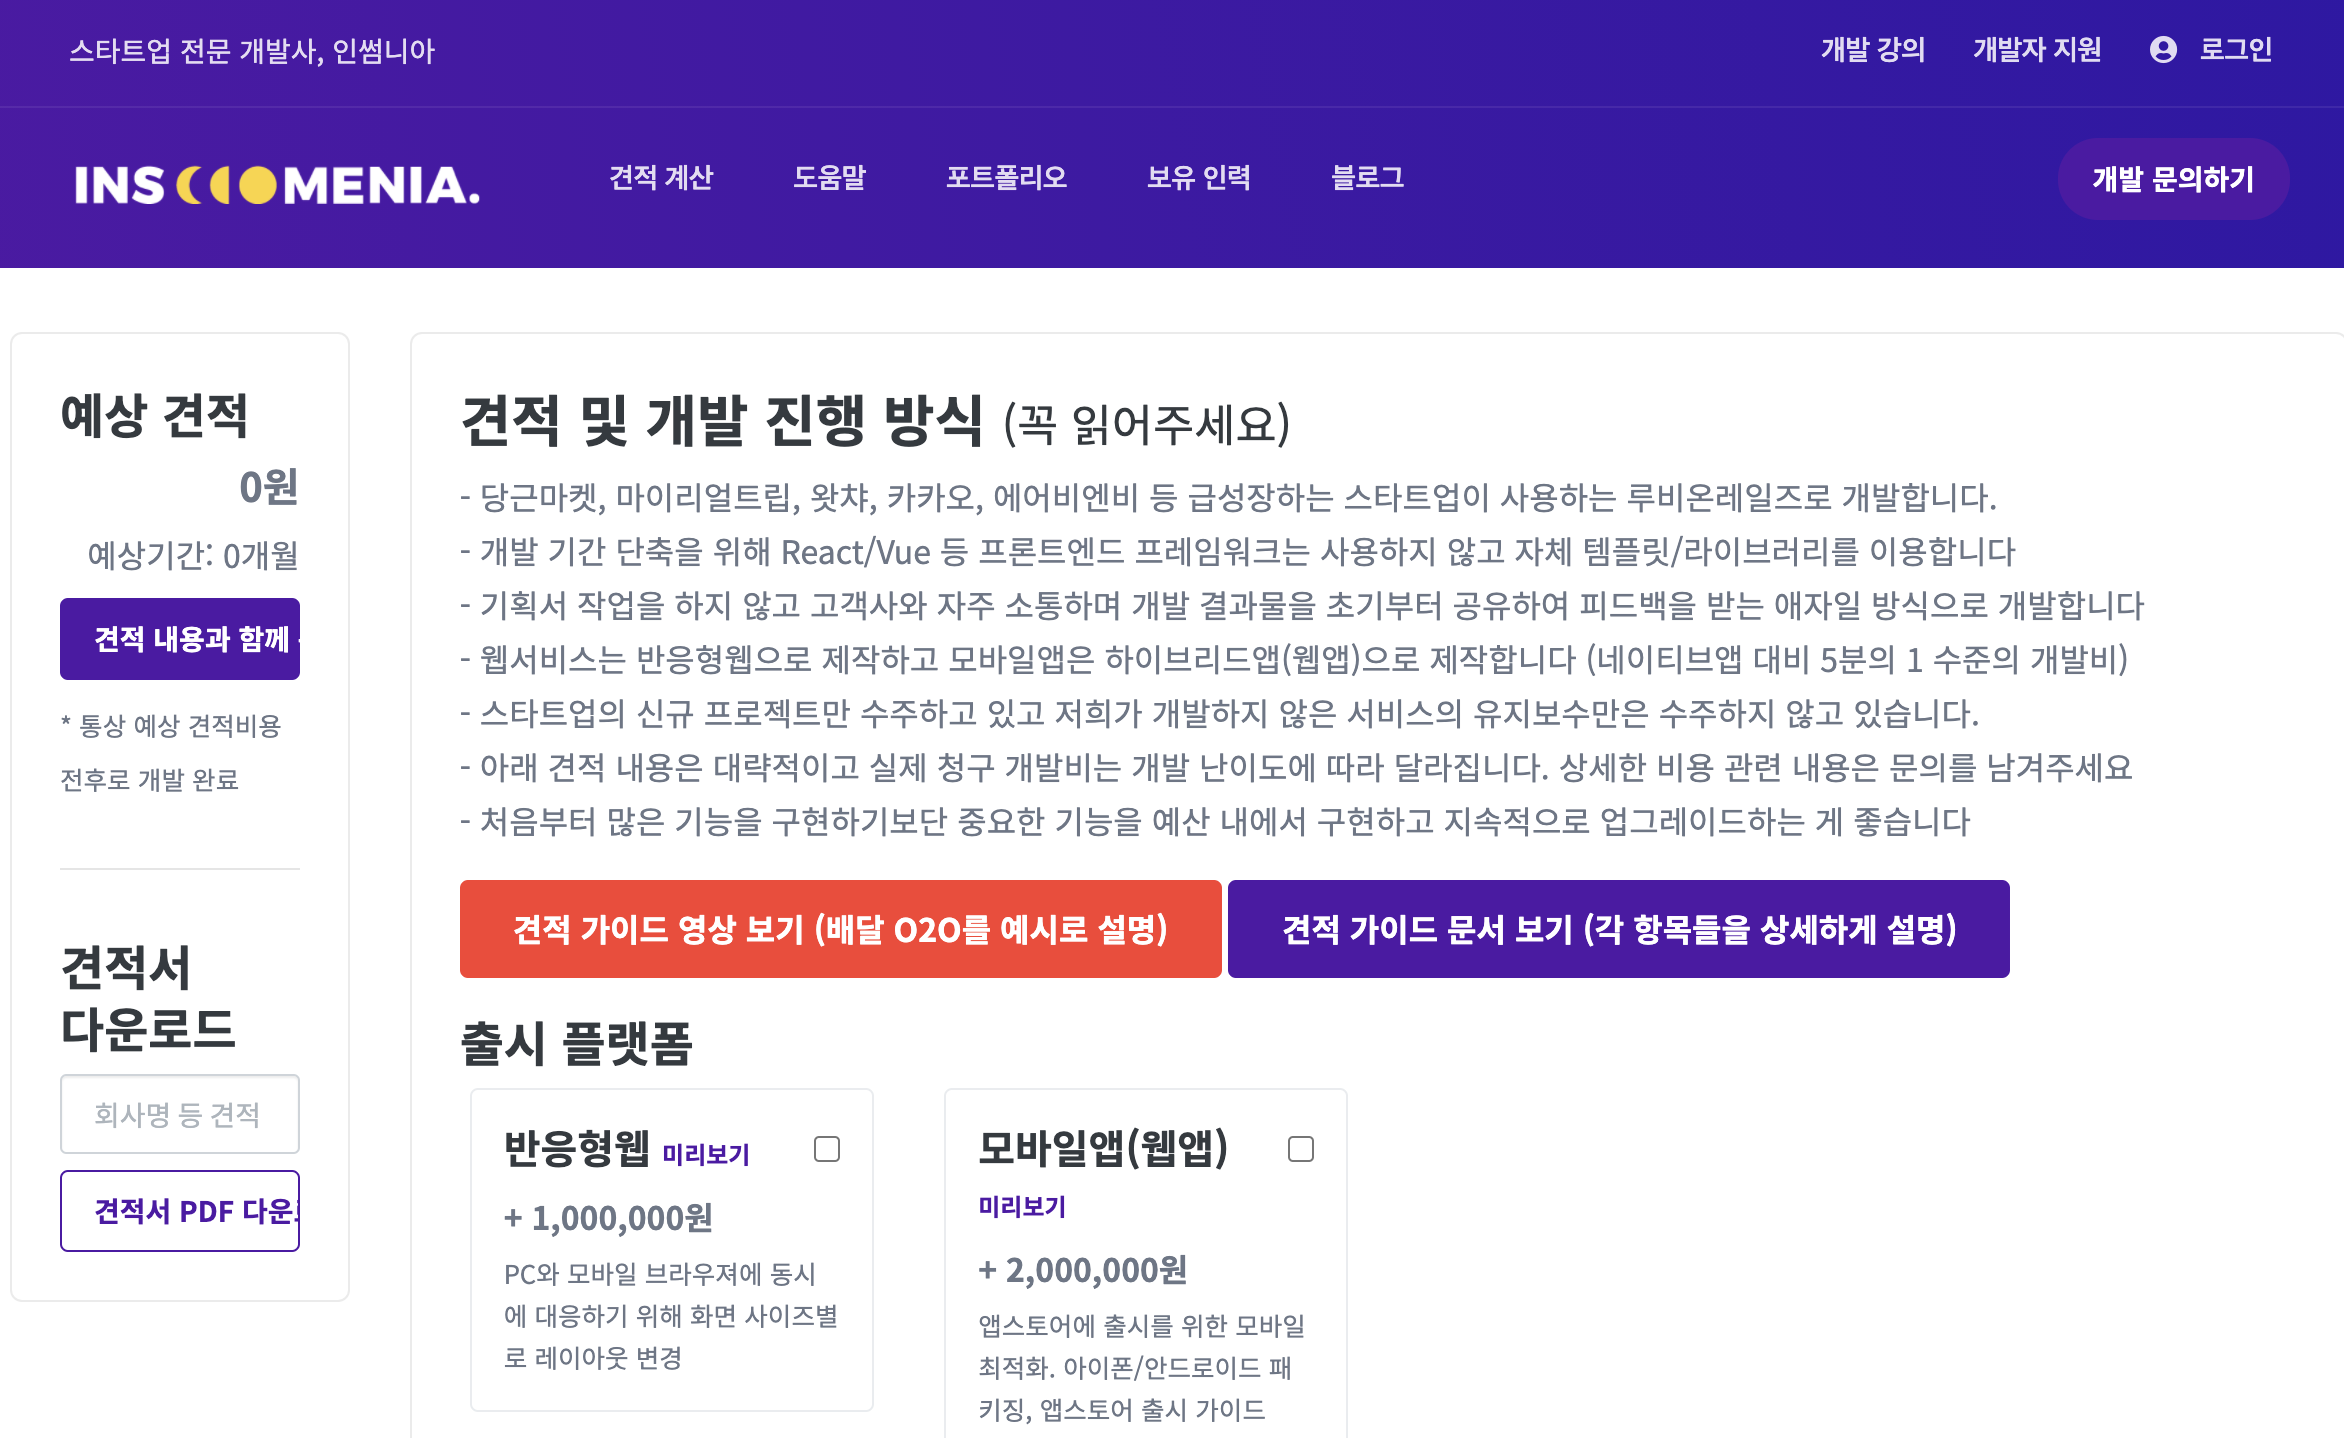 스타트업 전문 개발사, 인썸니아
개발 강의 개발자 지원 로그인
INSOMENIA. 견적 계산 도움말 포트폴리오 보유 인력 블로그 개발 문의하기
예상 견적
0원
예상기간: 0개월
견적 내용과 함께
* 통상 예상 견적비용
전후로 개발 완료
견적서
다운로드
회사명 등 견적
견적서 PDF 다운
견적 및 개발 진행 방식 (꼭 읽어주세요)
- 당근마켓, 마이리얼트립, 왓챠, 카카오, 에어비엔비 등 급성장하는 스타트업이 사용하는 루비온레일즈로 개발합니다.
- 개발 기간 단축을 위해 React/Vue 등 프론트엔드 프레임워크는 사용하지 않고 자체 템플릿/라이브러리를 이용합니다
- 기획서 작업을 하지 않고 고객사와 자주 소통하며 개발 결과물을 초기부터 공유하여 피드백을 받는 애자일 방식으로 개발합니다
- 웹서비스는 반응형웹으로 제작하고 모바일앱은 하이브리드앱(웹앱)으로 제작합니다 (네이티브앱 대비 5분의 1 수준의 개발비)
- 스타트업의 신규 프로젝트만 수주하고 있고 저희가 개발하지 않은 서비스의 유지보수만은 수주하지 않고 있습니다.
- 아래 견적 내용은 대략적이고 실제 청구 개발비는 개발 난이도에 따라 달라집니다. 상세한 비용 관련 내용은 문의를 남겨주세요
- 처음부터 많은 기능을 구현하기보단 중요한 기능을 예산 내에서 구현하고 지속적으로 업그레이드하는 게 좋습니다
견적 가이드 영상 보기 (배달 O2O를 예시로 설명) 견적 가이드 문서 보기 (각 항목들을 상세하게 설명)
출시 플랫폼
반응형웹 미리보기
+ 1,000,000원
PC와 모바일 브라우져에 동시
에 대응하기 위해 화면 사이즈별
로 레이아웃 변경
모바일앱(웹앱)
미리보기
+ 2,000,000원
앱스토어에 출시를 위한 모바일
최적화. 아이폰/안드로이드 패
키징, 앱스토어 출시 가이드